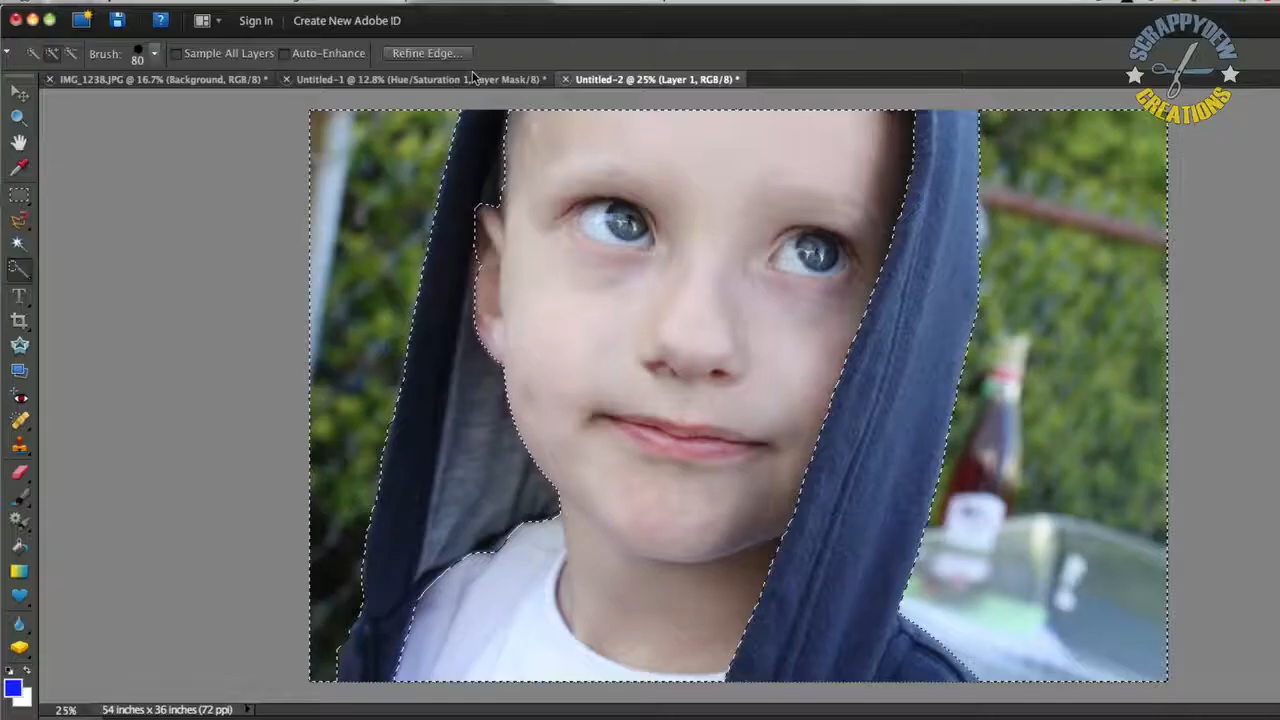 Sign In
Create New Adobe ID
SCRAPPYDEW
CREATIONS
Brush: 80
Sample All Layers
Auto-Enhance
Refine Edge...
IMG_1238.JPG @ 16.7% (Background, RGB/8) *
Untitled-1 @ 12.8% (Hue/Saturation 1, Layer Mask/8) *
Untitled-2 @ 25% (Layer 1, RGB/8) *
25%
54 inches x 36 inches (72 ppi)